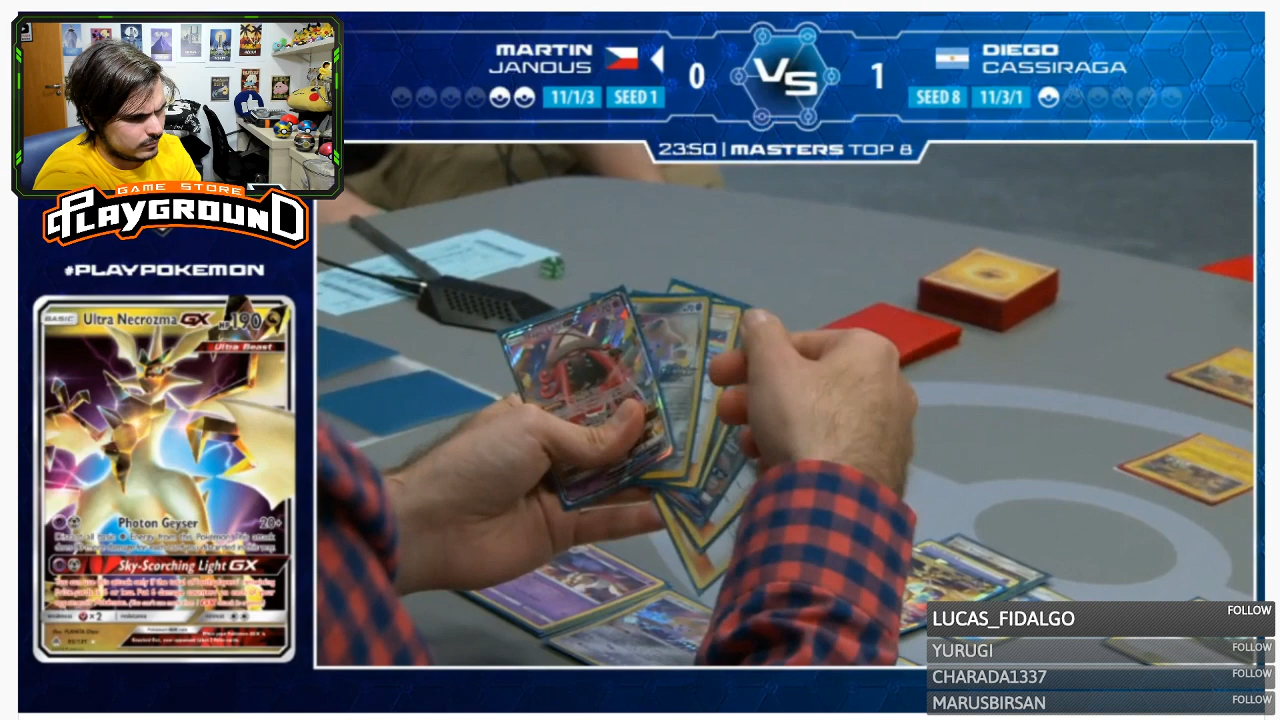 MARTIN
JANOUS
11/1/3 SEED 1
0
VS
1
DIEGO
CASSIRAGA
SEED 8 11/3/1
23:50 | MASTERS TOP 8
GAME STORE
PLAYGROUND
#PLAYPOKEMON
BASIC Ultra Necrozma GX HP 190
Ultra Beast
Photon Geyser 20+
Sky-Scorching Light GX
LUCAS_FIDALGO FOLLOW
YURUGI FOLLOW
CHARADA1337 FOLLOW
MARUSBIRSAN FOLLOW